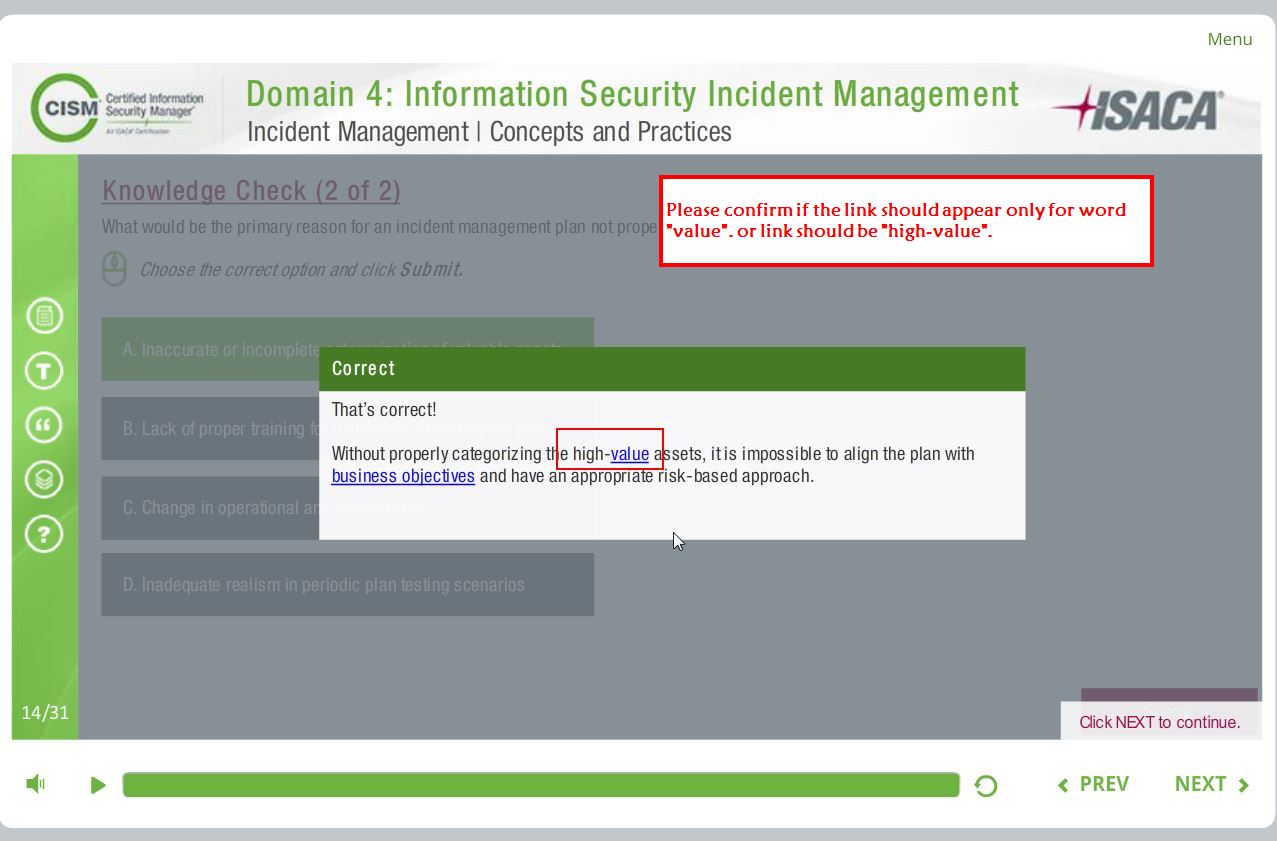 Menu
CISM
Certified Information
Security Manager®
An ISACA® Certification
Domain 4: Information Security Incident Management
Incident Management | Concepts and Practices
ISACA®
Knowledge Check (2 of 2)
What would be the primary reason for an incident management plan not
Please confirm if the link should appear only for word
"value". or link should be "high-value".
Choose the correct option and click Submit.
A. Inaccurate or incomplete categorization of valuable assets
B. Lack of proper training
C. Change in operational
D. Inadequate realism in periodic plan testing scenarios
Correct
That's correct!
Without properly categorizing the high-value assets, it is impossible to align the plan with
business objectives and have an appropriate risk-based approach.
T
“
?
14/31
Click NEXT to continue.
PREV
NEXT